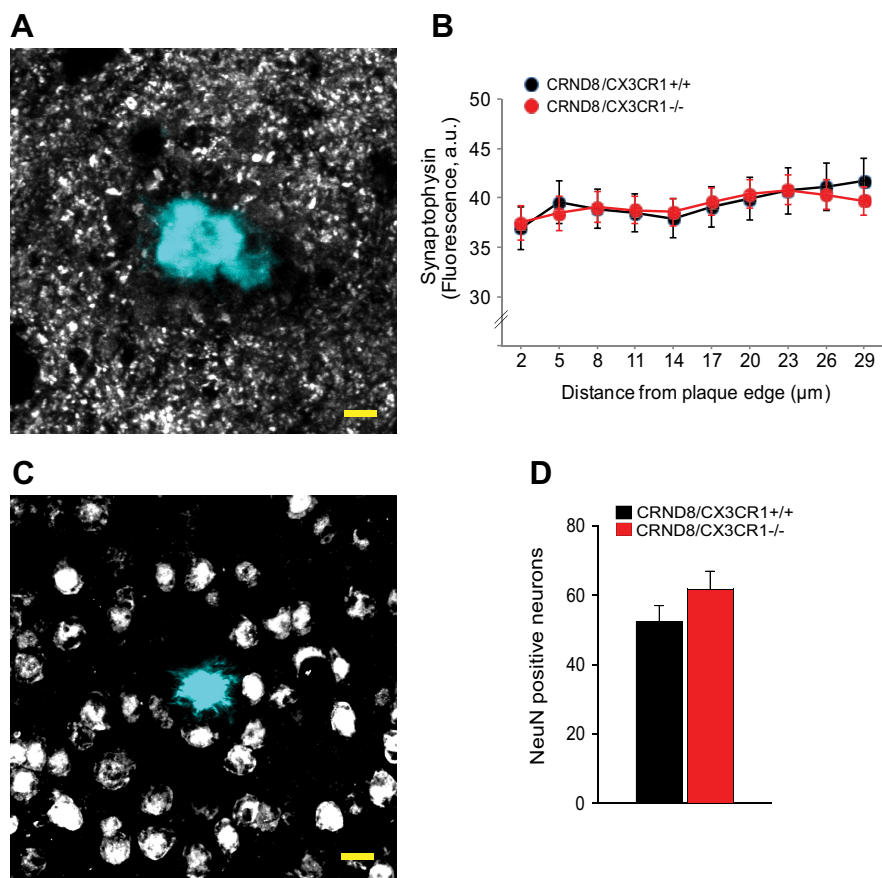 A
B
CRND8/CX3CR1+/+
CRND8/CX3CR1-/-
50
45
40
35
30
Synaptophysin
(Fluorescence, a.u.)
2 5 8 11 14 17 20 23 26 29
Distance from plaque edge (μm)
C
D
CRND8/CX3CR1+/+
CRND8/CX3CR1-/-
80
60
40
20
0
NeuN positive neurons